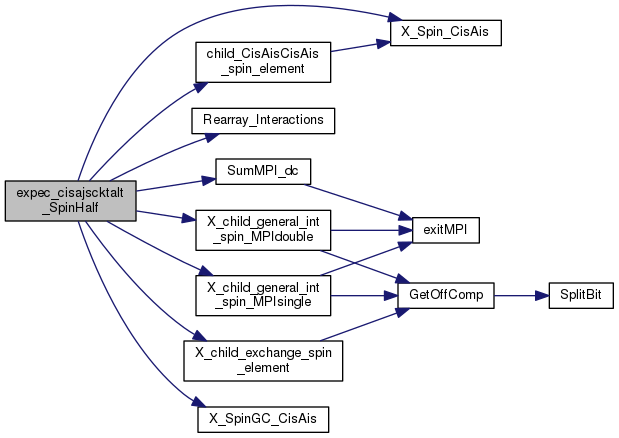 expec_cisajscktalt
_SpinHalf
X_Spin_CisAis
child_CisAisCisAis
_spin_element
Rearray_Interactions
SumMPI_dc
X_child_general_int
_spin_MPIdouble
exitMPI
X_child_general_int
_spin_MPIsingle
GetOffComp
SplitBit
X_child_exchange_spin
_element
X_SpinGC_CisAis